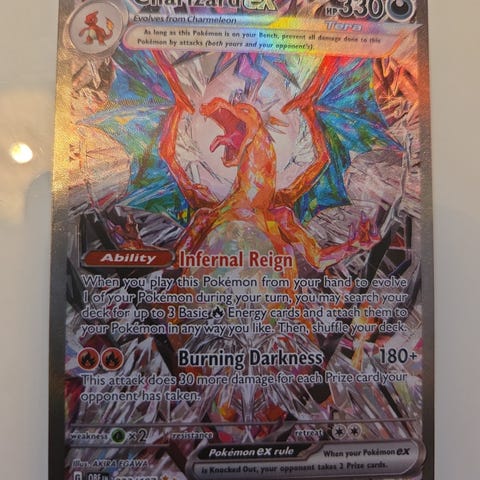 Charizard ex HP 330
Evolves from Charmeleon
Tera
As long as this Pokémon is on your Bench, prevent all damage done to this
Pokémon by attacks (both yours and your opponent's).
Ability Infernal Reign
When you play this Pokémon from your hand to evolve
1 of your Pokémon during your turn, you may search your
deck for up to 3 Basic Energy cards and attach them to
your Pokémon in any way you like. Then, shuffle your deck.
Burning Darkness 180+
This attack does 30 more damage for each Prize card your
opponent has taken.
weakness ×2 resistance retreat
Illus. AKIRA EGAWA
Pokémon ex rule When your Pokémon ex
is Knocked Out, your opponent takes 2 Prize cards.
G